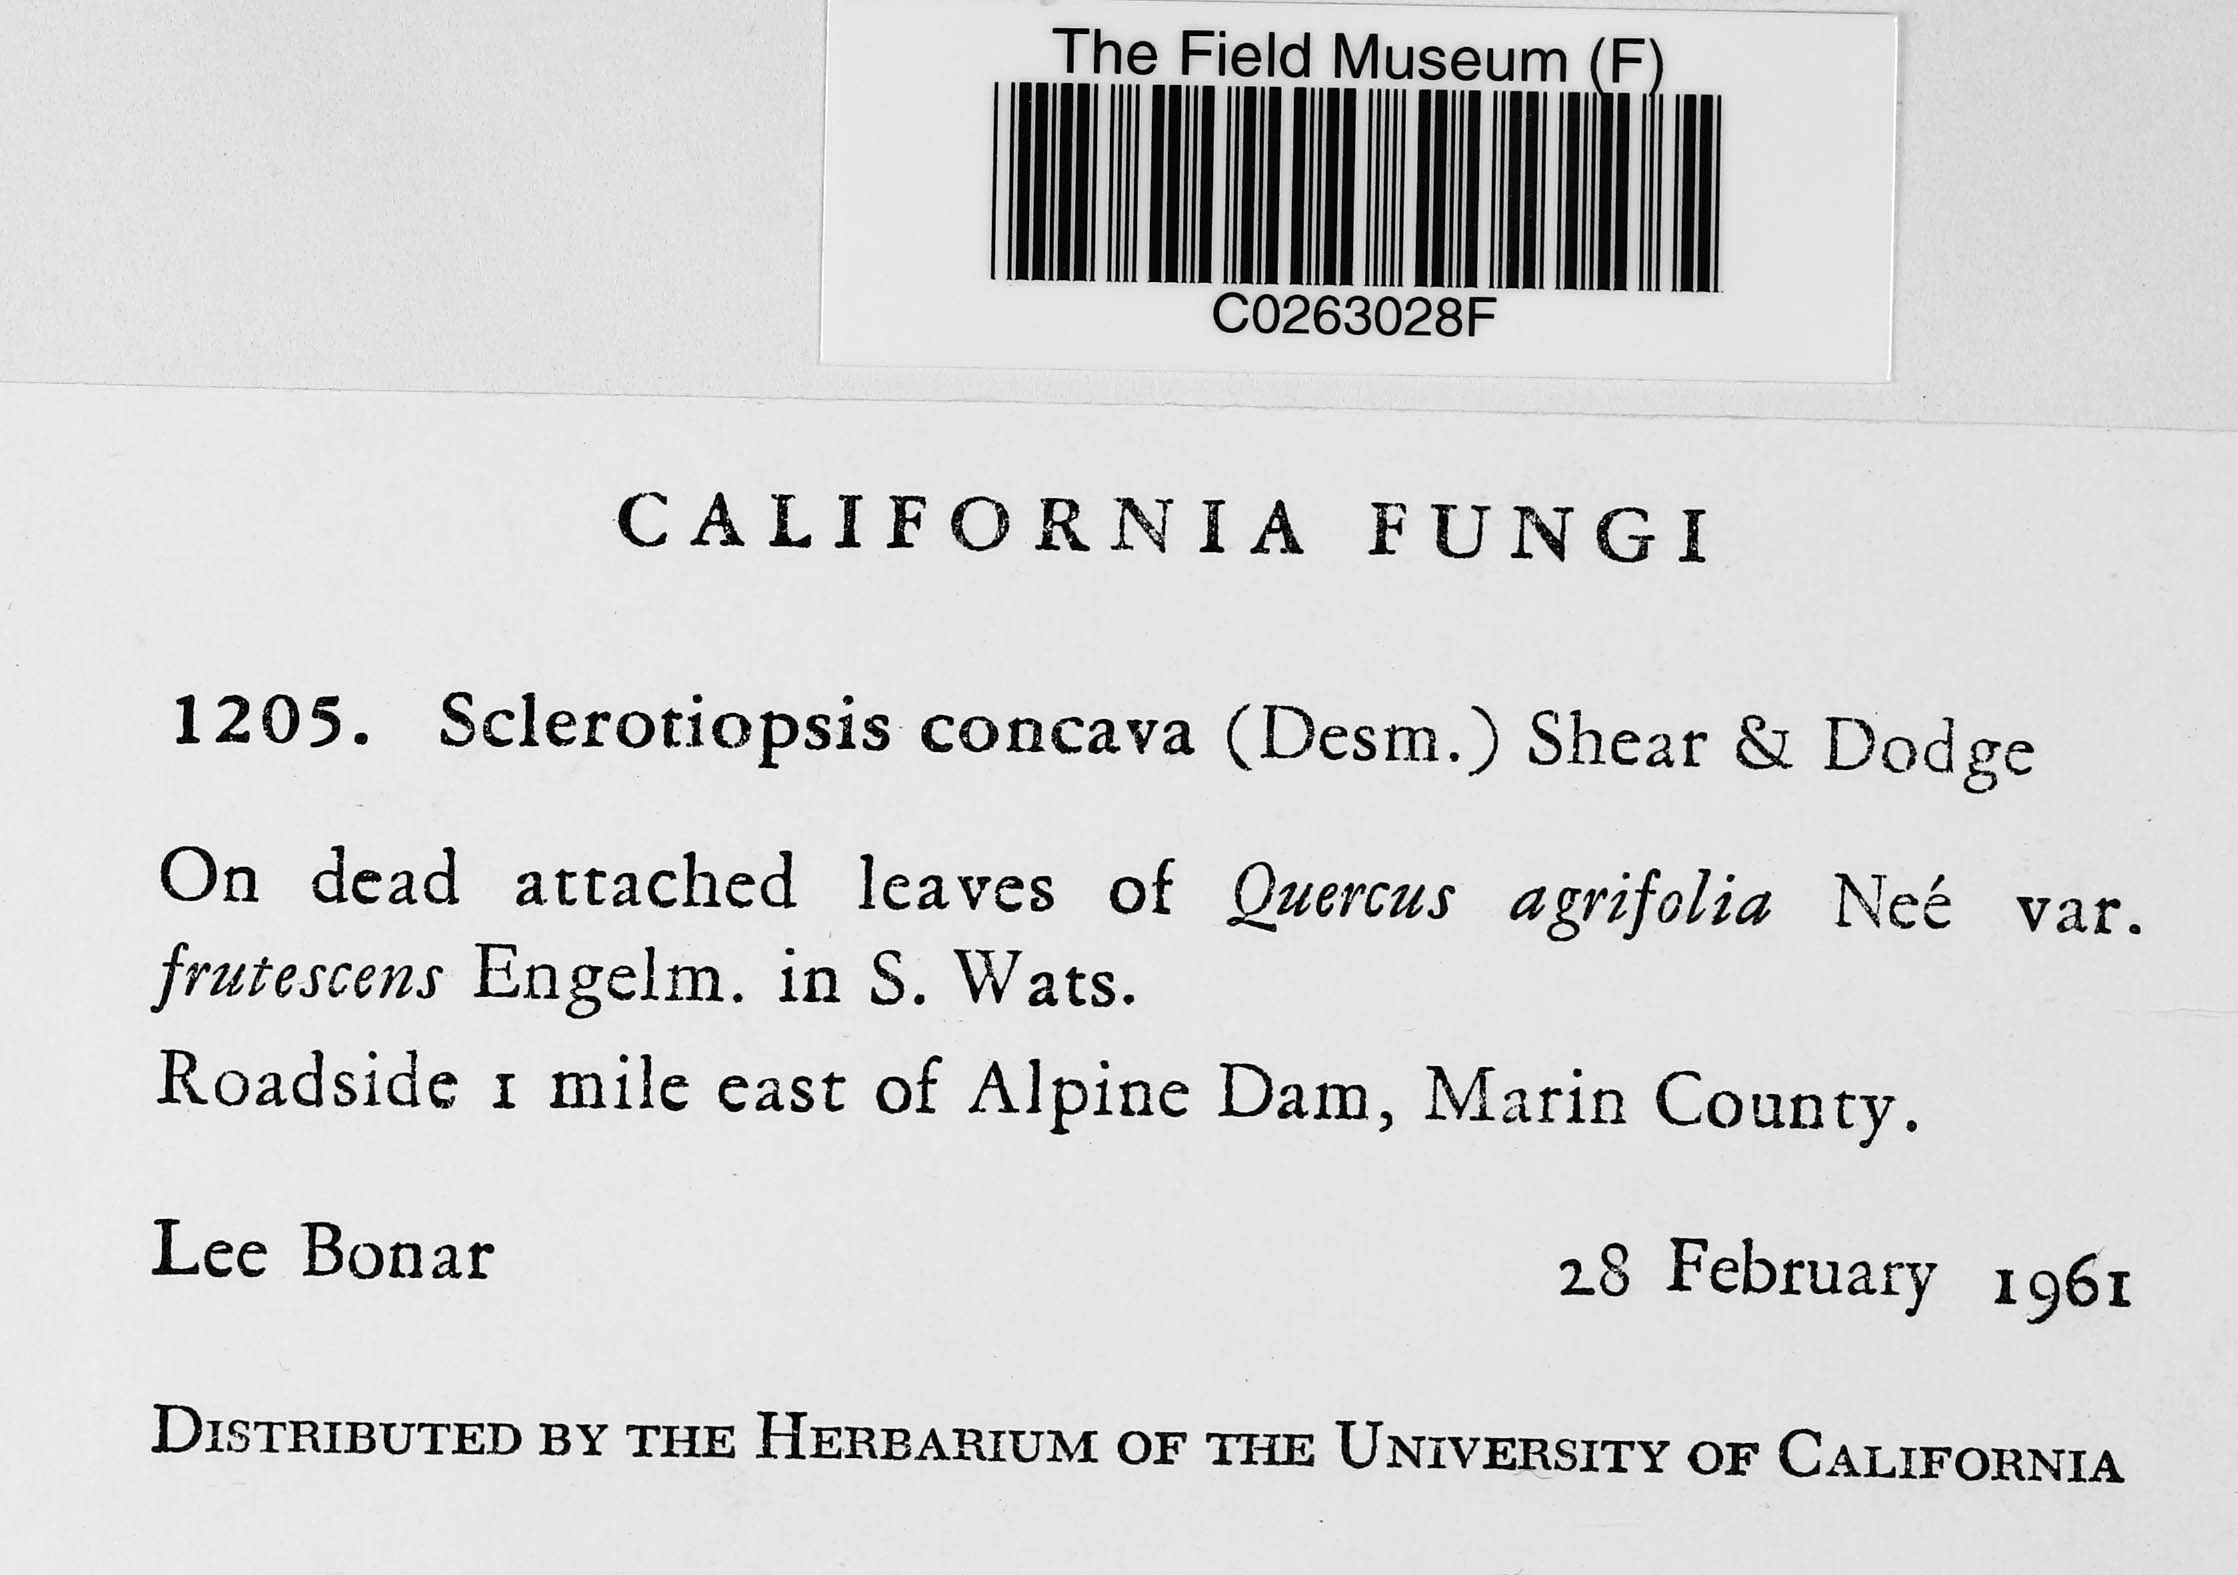 The Field Museum (F)
C0263028F
CALIFORNIA FUNGI
1205. Sclerotiopsis concava (Desm.) Shear & Dodge
On dead attached leaves of Quercus agrifolia Neé var.
frutescens Engelm. in S. Wats.
Roadside 1 mile east of Alpine Dam, Marin County.
Lee Bonar 28 February 1961
DISTRIBUTED BY THE HERBARIUM OF THE UNIVERSITY OF CALIFORNIA